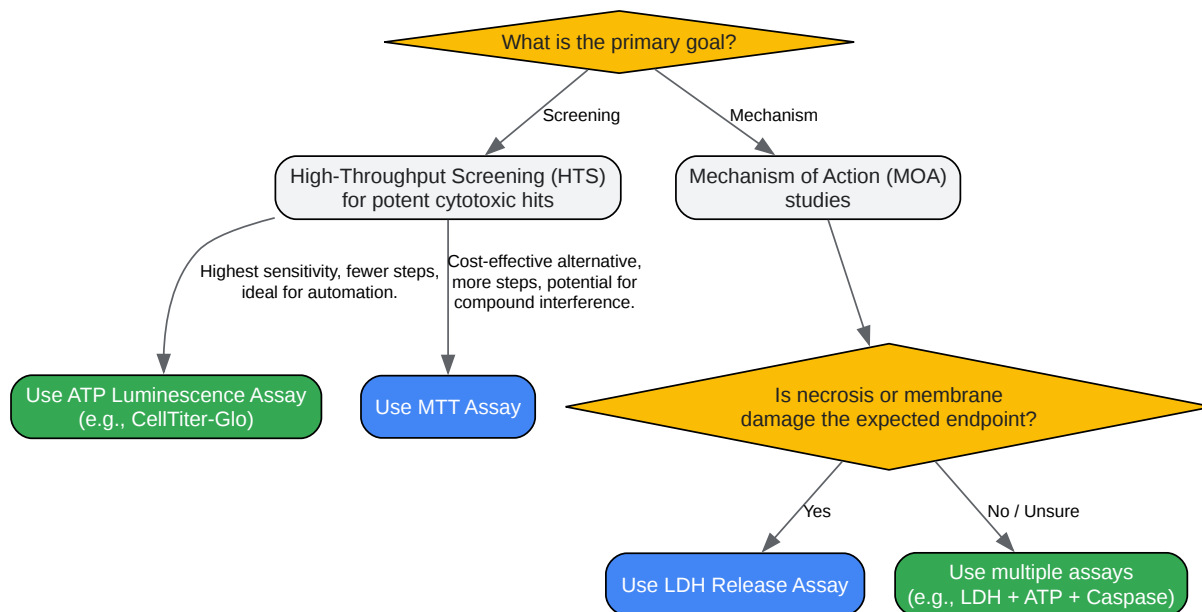 What is the primary goal?
Screening
Mechanism
High-Throughput Screening (HTS)
for potent cytotoxic hits
Mechanism of Action (MOA)
studies
Highest sensitivity, fewer steps,
ideal for automation.
Cost-effective alternative,
more steps, potential for
compound interference.
Use ATP Luminescence Assay
(e.g., CellTiter-Glo)
Use MTT Assay
Is necrosis or membrane
damage the expected endpoint?
Yes
No / Unsure
Use LDH Release Assay
Use multiple assays
(e.g., LDH + ATP + Caspase)